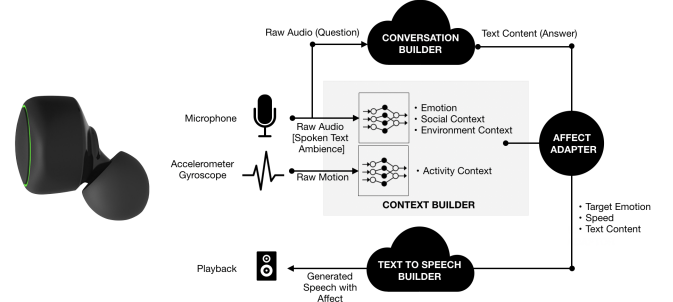 Raw Audio (Question)
CONVERSATION
BUILDER
Text Content (Answer)
Microphone
Raw Audio
[Spoken Text
Ambience]
• Emotion
• Social Context
• Environment Context
AFFECT
ADAPTER
Accelerometer
Gyroscope
Raw Motion
• Activity Context
CONTEXT BUILDER
• Target Emotion
• Speed
• Text Content
Playback
Generated
Speech with
Affect
TEXT TO SPEECH
BUILDER